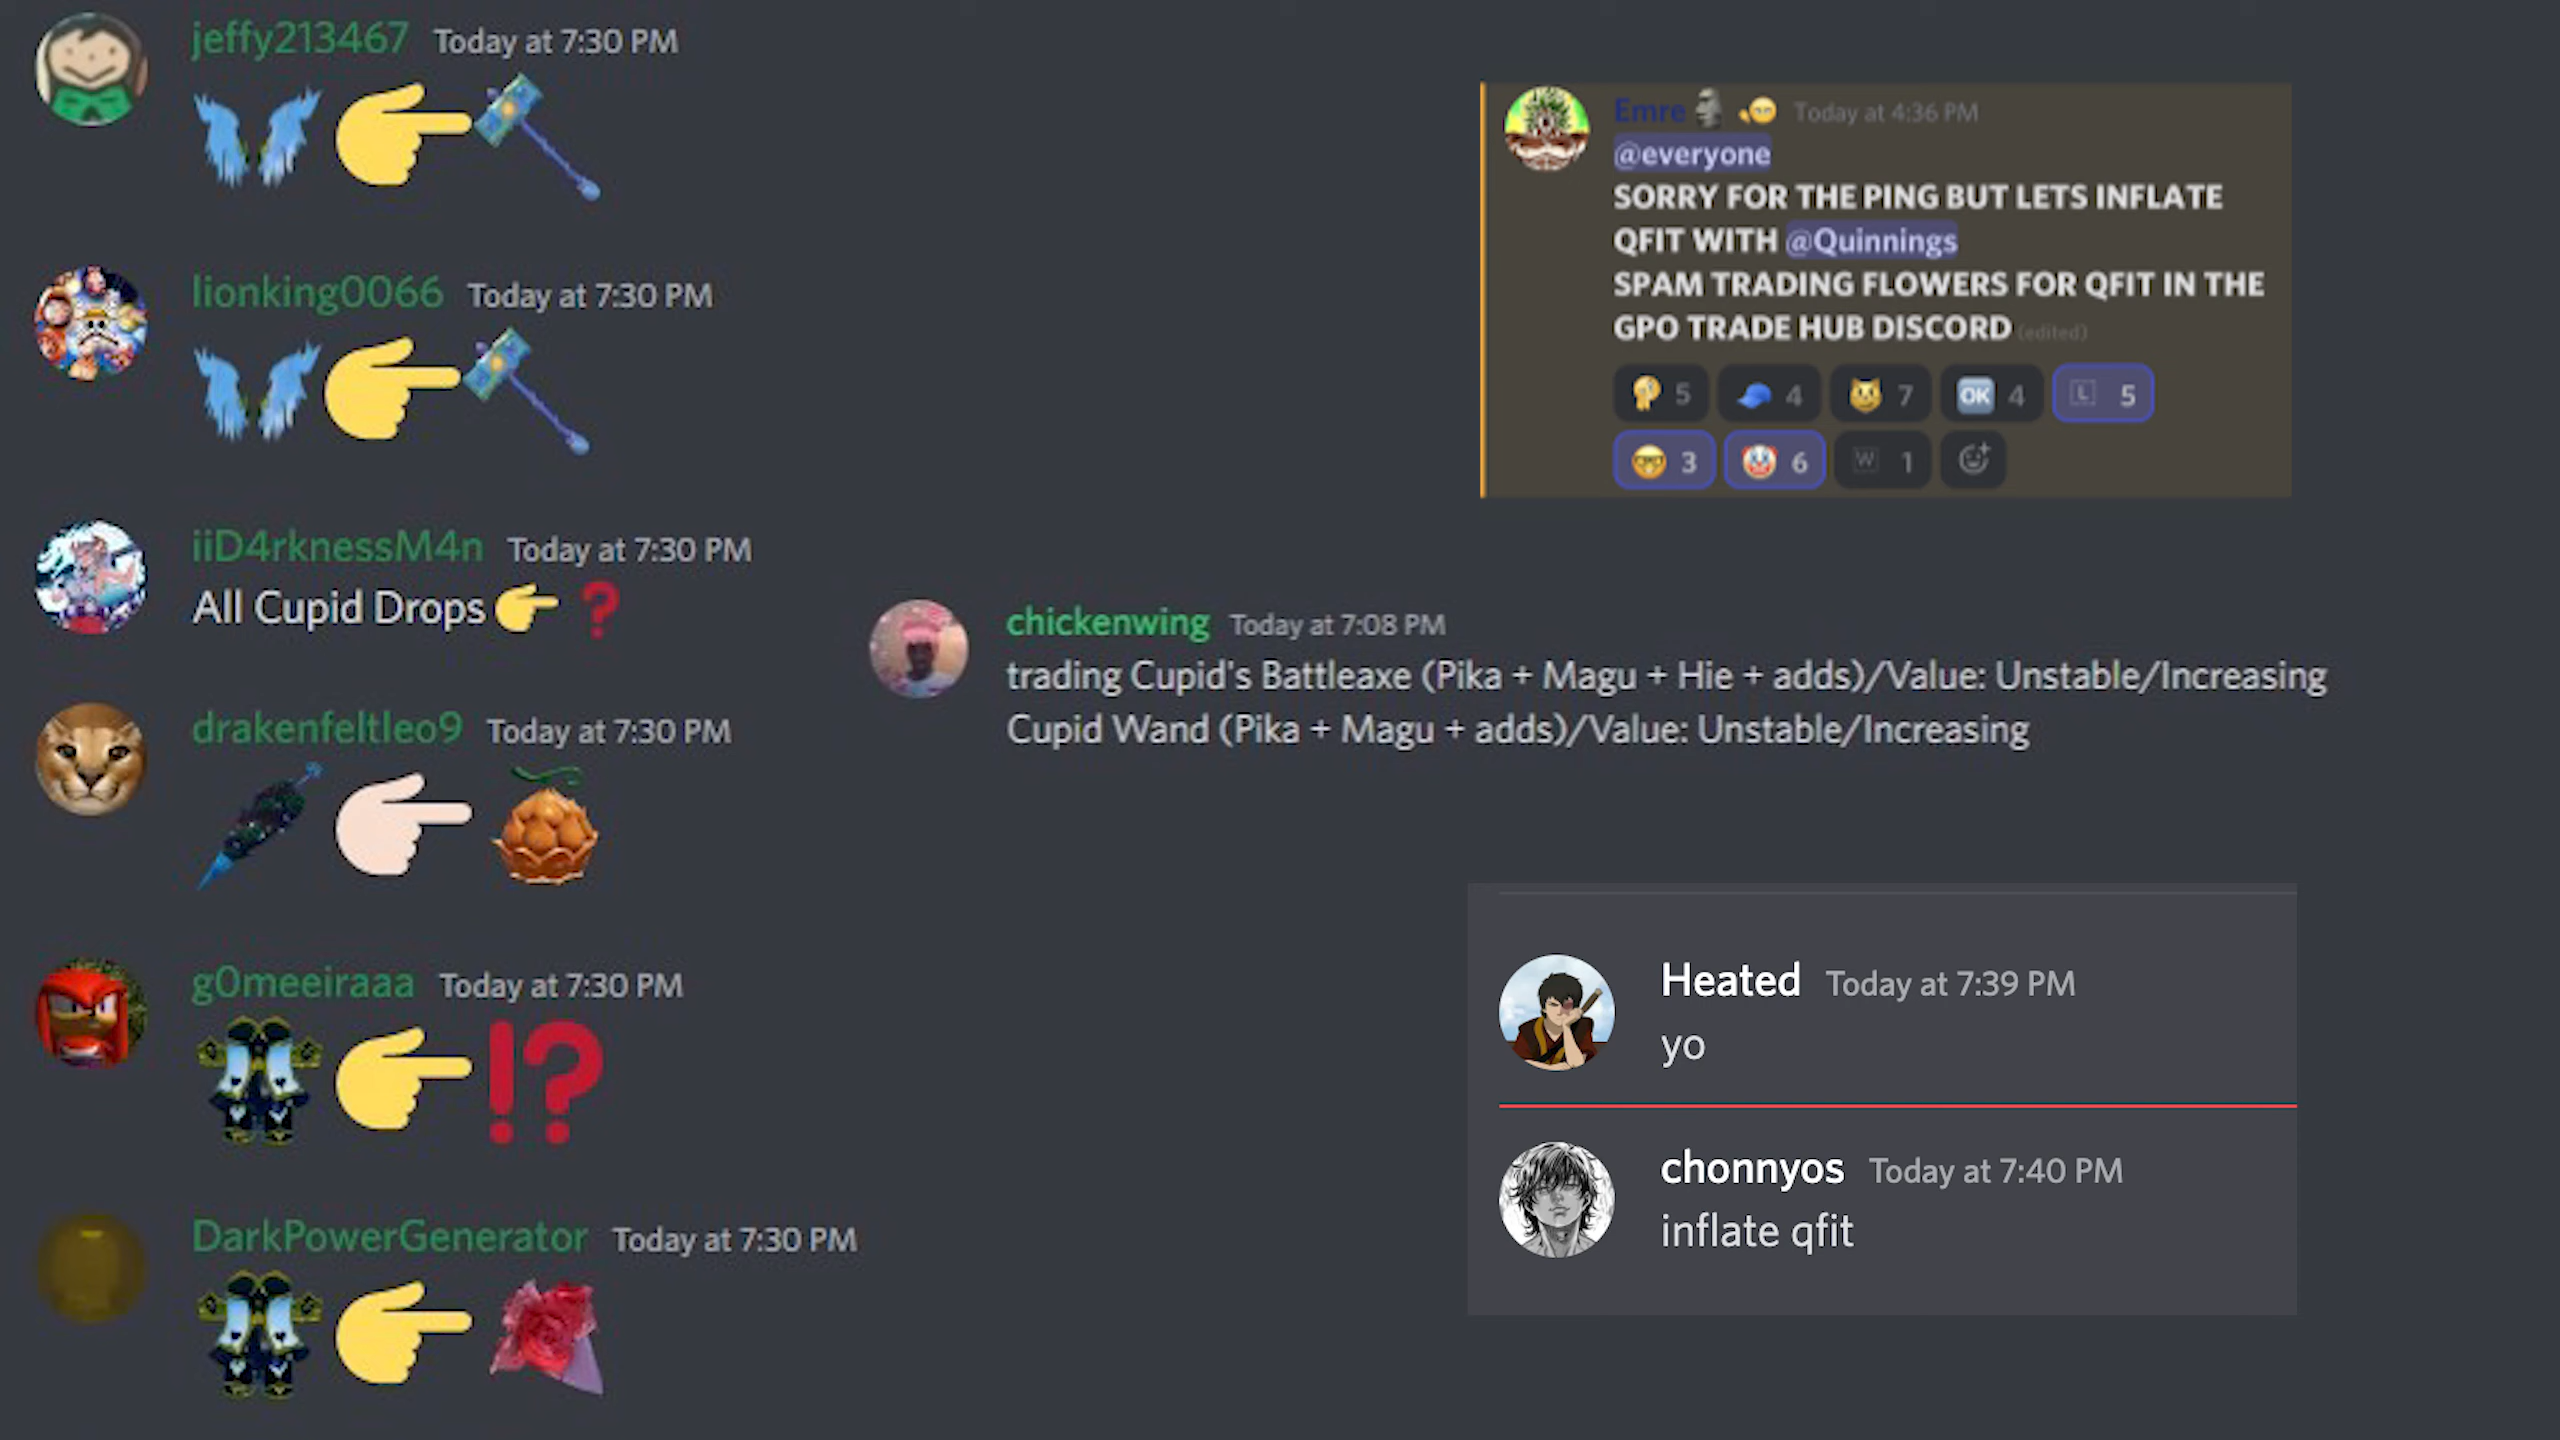 jeffy213467 Today at 7:30 PM
lionking0066 Today at 7:30 PM
iiD4rknessM4n Today at 7:30 PM
All Cupid Drops 👉 ❓
drakenfeltleo9 Today at 7:30 PM
g0meeiraaa Today at 7:30 PM
⁉
DarkPowerGenerator Today at 7:30 PM
Emre Today at 4:36 PM
@everyone
SORRY FOR THE PING BUT LETS INFLATE
QFIT WITH @Quinnings
SPAM TRADING FLOWERS FOR QFIT IN THE
GPO TRADE HUB DISCORD (edited)
5 4 7 OK 4 L 5
3 6 W 1
chickenwing Today at 7:08 PM
trading Cupid's Battleaxe (Pika + Magu + Hie + adds)/Value: Unstable/Increasing
Cupid Wand (Pika + Magu + adds)/Value: Unstable/Increasing
Heated Today at 7:39 PM
yo
chonnyos Today at 7:40 PM
inflate qfit